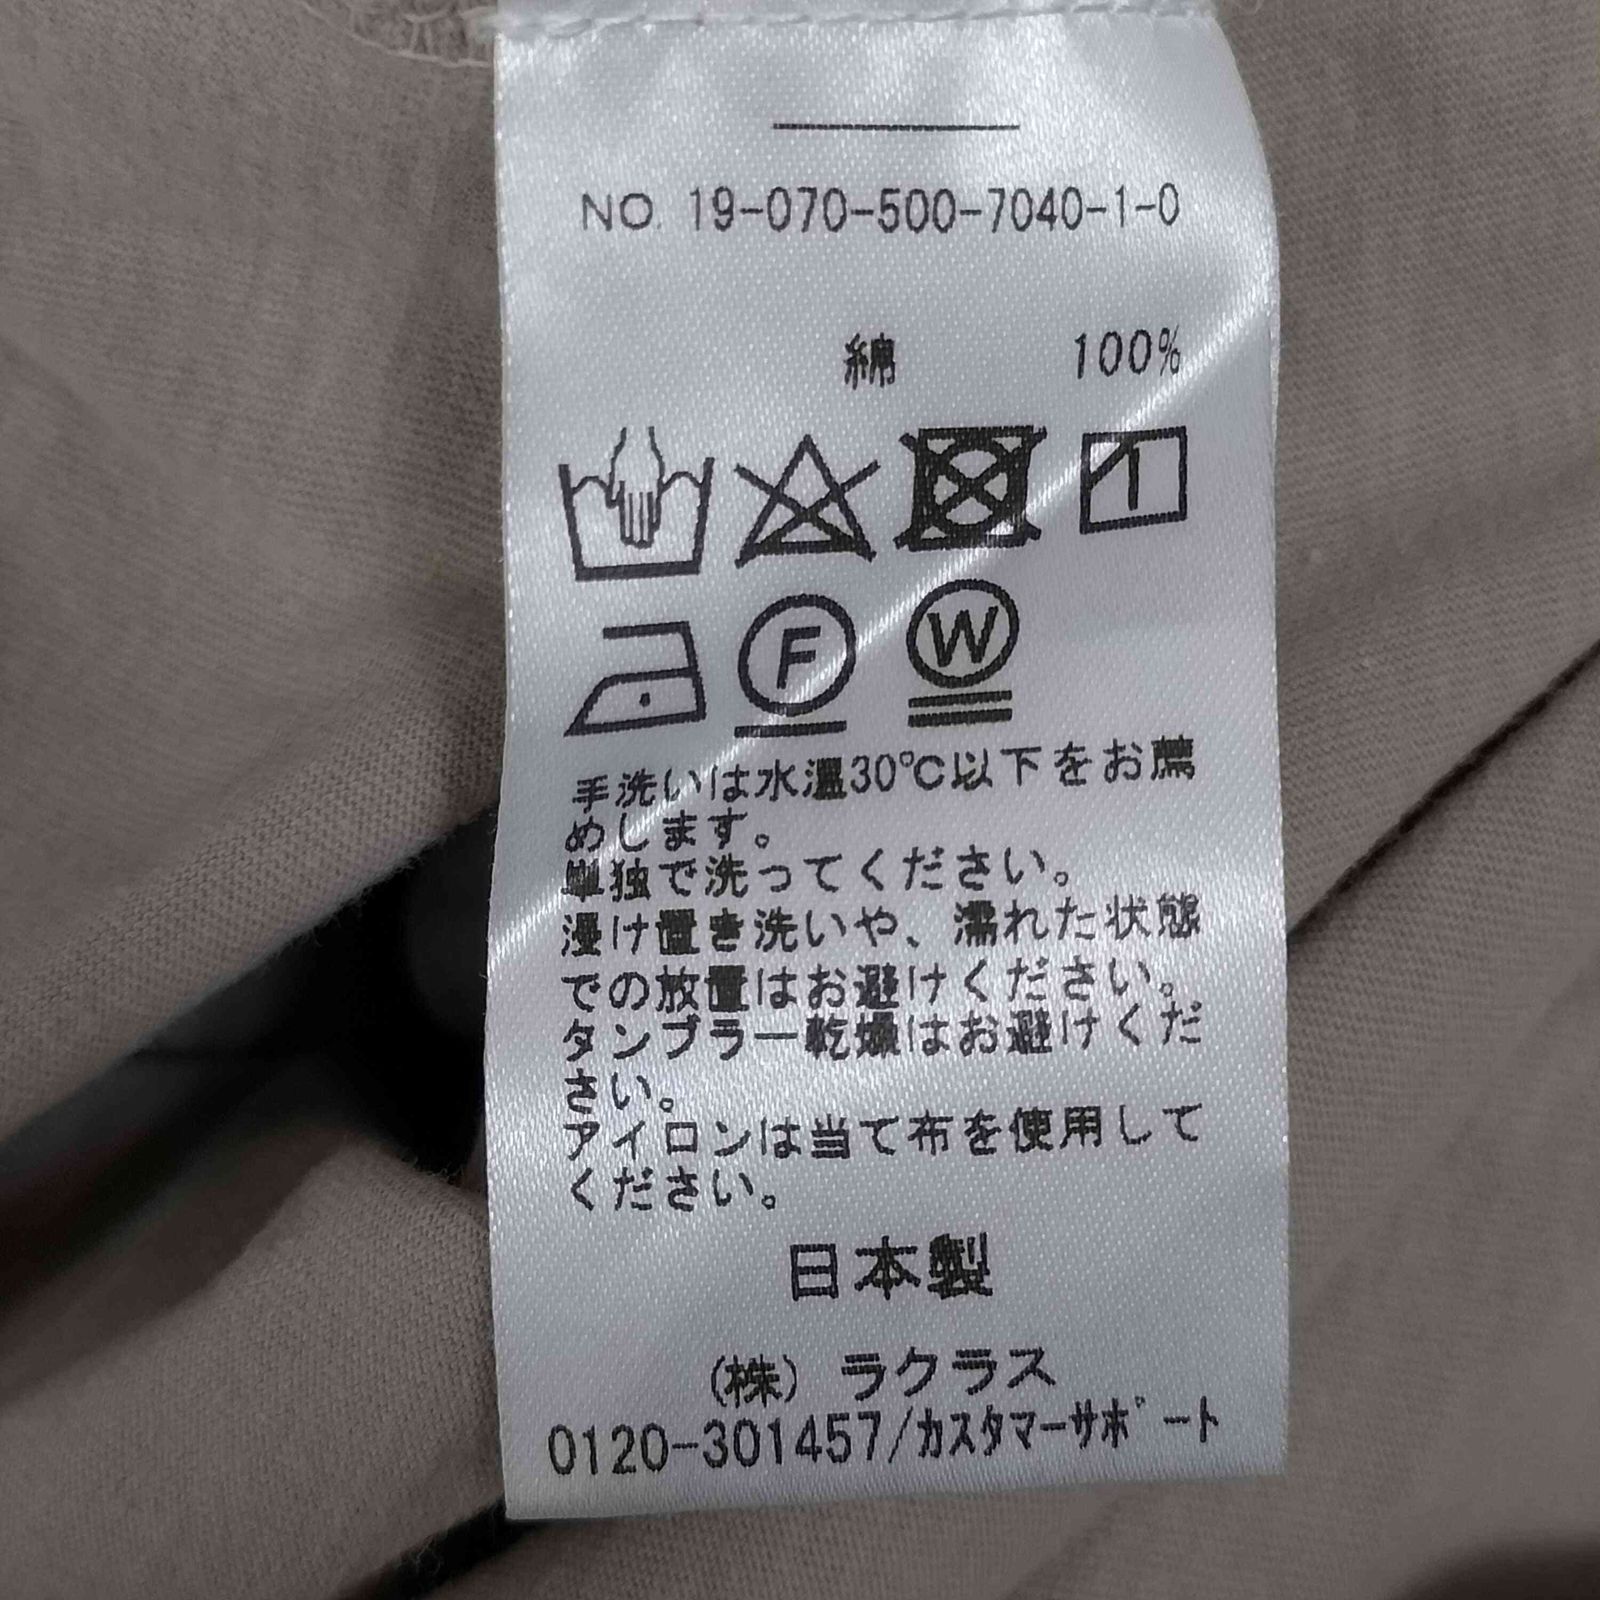 NO. 19-070-500-7040-1-0
綿 100%
F W
手洗いは水温30℃以下をお薦
めします。
単独で洗ってください。
浸け置き洗いや、濡れた状態
での放置はお避けください。
タンブラー乾燥はお避けくだ
さい。
アイロンは当て布を使用して
ください。
日本製
(株) ラクラス
0120-301457/カスタマーサポート